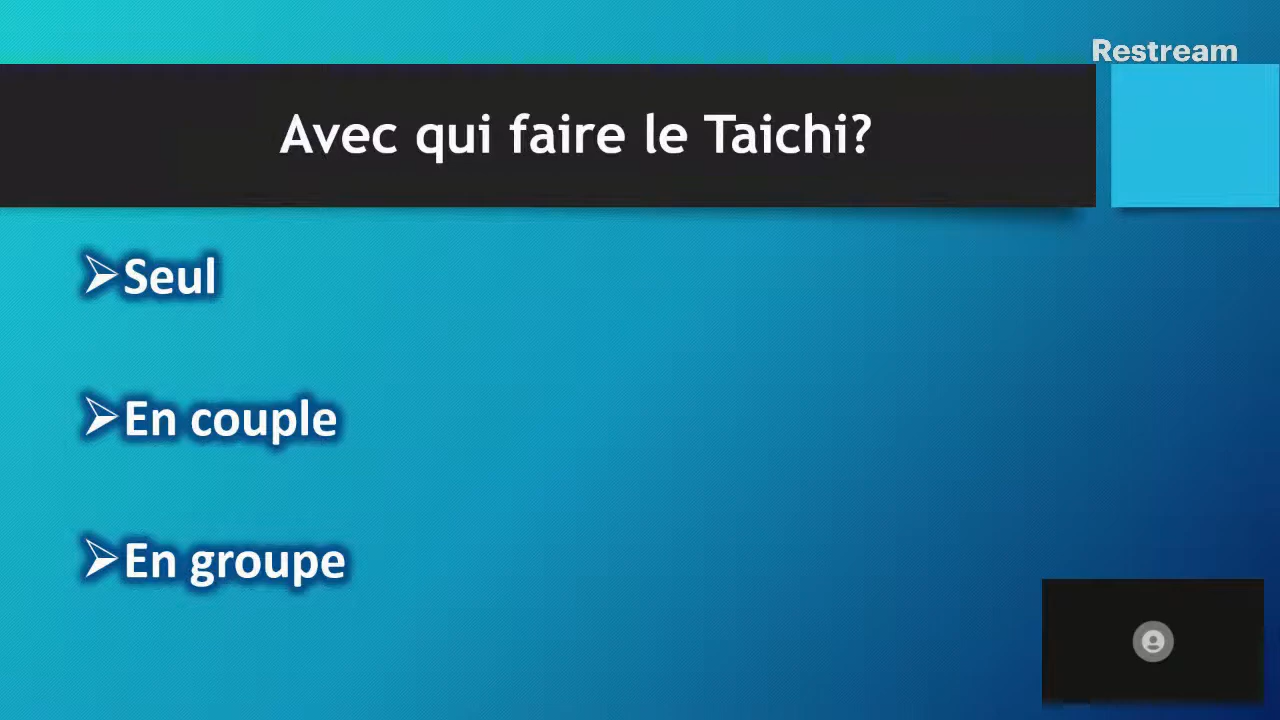 Restream
Avec qui faire le Taichi?
➢Seul
➢En couple
➢En groupe